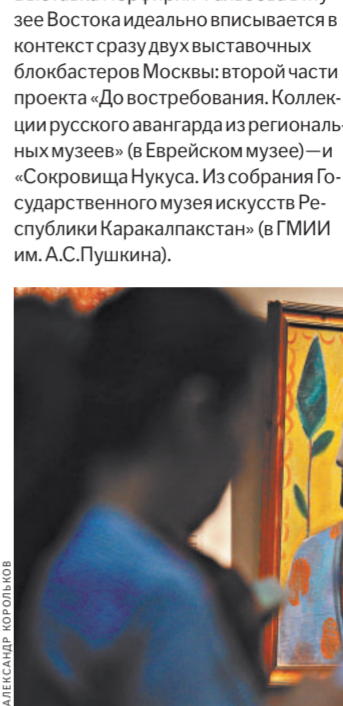 зее Востока идеально вписывается в
контекст сразу двух выставочных
блокбастеров Москвы: второй части
проекта «До востребования. Коллек-
ции русского авангарда из региональ-
ных музеев» (в Еврейском музее)—и
«Сокровища Нукуса. Из собрания Го-
сударственного музея искусств Ре-
спублики Каракалпакстан» (в ГМИИ
им. А.С.Пушкина).
АЛЕКСАНДР КОРОЛЬКОВ